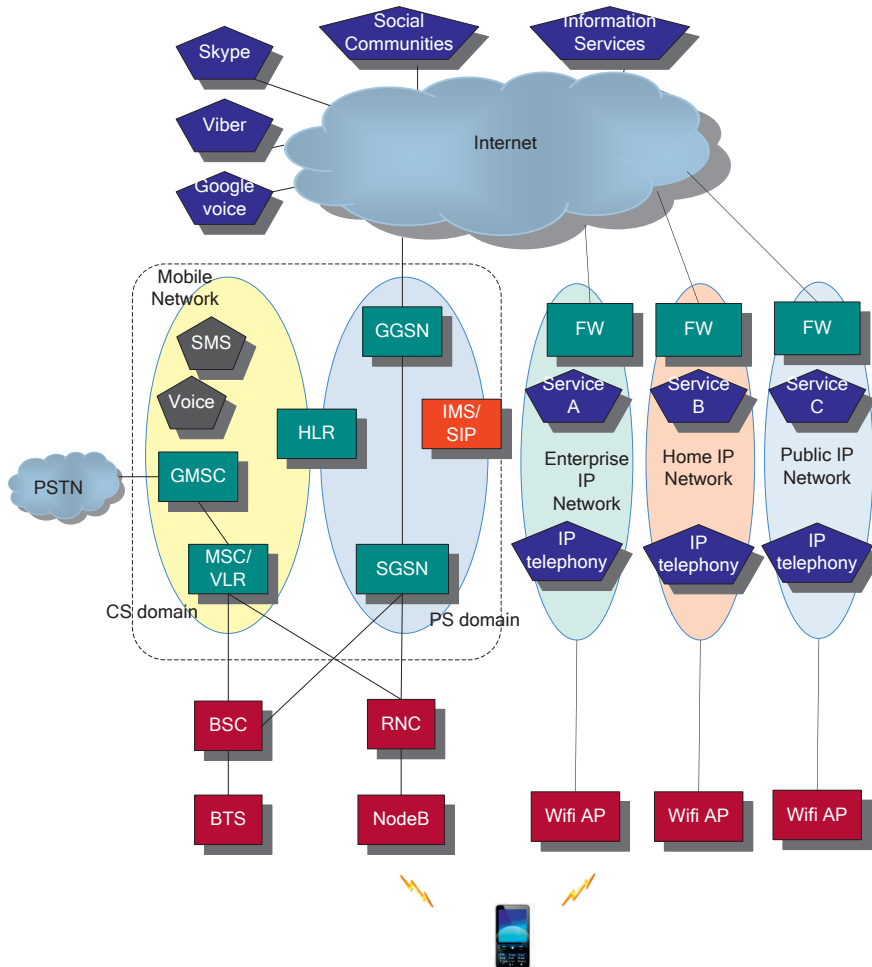 Social
Communities
Information
Services
Skype
Viber
Internet
Google
voice
Mobile
Network
SMS
Voice
GMSC
MSC/
VLR
CS domain
HLR
PSTN
GGSN
IMS/
SIP
SGSN
PS domain
FW
Service
A
Enterprise
IP
Network
IP
telephony
FW
Service
B
Home IP
Network
IP
telephony
FW
Service
C
Public IP
Network
IP
telephony
BSC
RNC
BTS
NodeB
Wifi AP
Wifi AP
Wifi AP